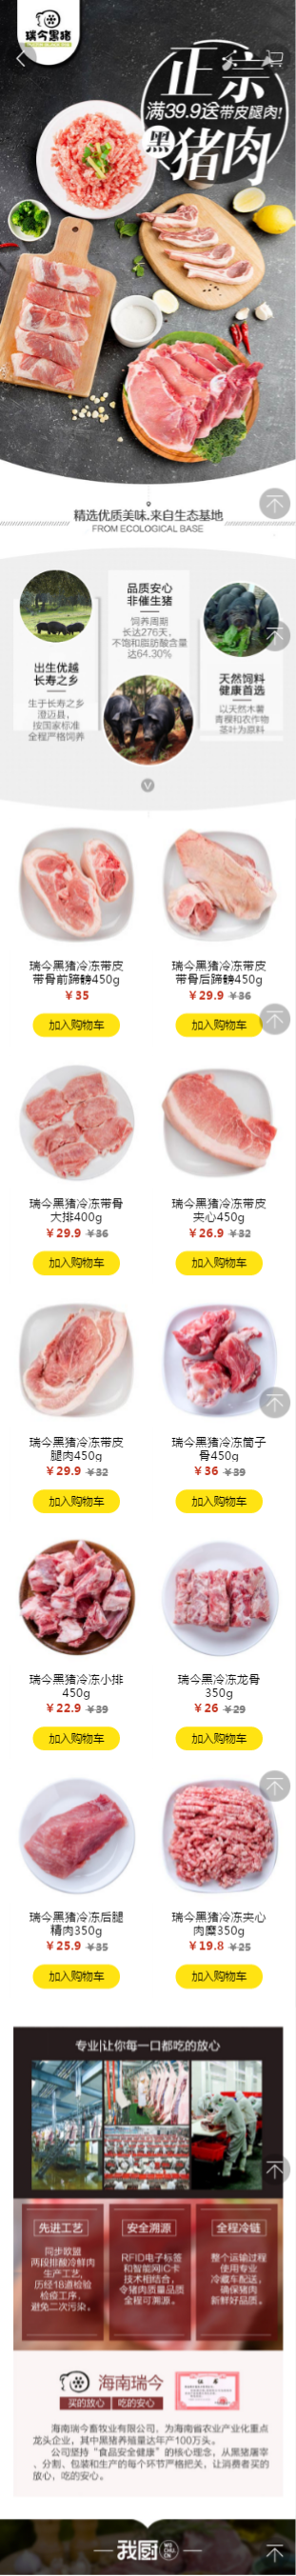 瑞今黑猪
正宗
满39.9送带皮腿肉!
黑猪肉
精选优质美味.来自生态基地
FROM ECOLOGICAL BASE
出生优越
长寿之乡
生于长寿之乡
澄迈县,
按国家标准
全程严格饲养
品质安心
非催生猪
饲养周期
长达276天,
不饱和脂肪酸含量
达64.30%
天然饲料
健康首选
以天然木薯
青稞和农作物
茎叶为原料
V
瑞今黑猪冷冻带皮
带骨前蹄髈450g
¥35
加入购物车
瑞今黑猪冷冻带皮
带骨后蹄髈450g
¥29.9 ¥36
加入购物车
瑞今黑猪冷冻带骨
大排400g
¥29.9 ¥36
加入购物车
瑞今黑猪冷冻带皮
夹心450g
¥26.9 ¥32
加入购物车
瑞今黑猪冷冻带皮
腿肉450g
¥29.9 ¥32
加入购物车
瑞今黑猪冷冻筒子
骨450g
¥36 ¥39
加入购物车
瑞今黑猪冷冻小排
450g
¥22.9 ¥39
加入购物车
瑞今黑冷冻龙骨
350g
¥26 ¥29
加入购物车
瑞今黑猪冷冻后腿
精肉350g
¥25.9 ¥35
加入购物车
瑞今黑猪冷冻夹心
肉糜350g
¥19.8 ¥25
加入购物车
专业|让你每一口都吃的放心
先进工艺
同步欧盟
两段排酸冷鲜肉
生产工艺,
历经18道检验
检疫工序,
避免二次污染。
安全溯源
RFID电子标签
和智能网IC卡
技术相结合,
令猪肉质量品质
全程可溯源。
全程冷链
整个运输过程
使用专业
冷藏车配送,
确保猪肉
新鲜好品质。
海南瑞今
买的放心 吃的安心
海南瑞今畜牧业有限公司，为海南省农业产业化重点
龙头企业，其中黑猪养殖量达年产100万头。
公司坚持“食品安全健康”的核心理念，从黑猪屠宰
、分割、包装和生产的每个环节严格把关，让消费者买的
放心，吃的安心。
我厨